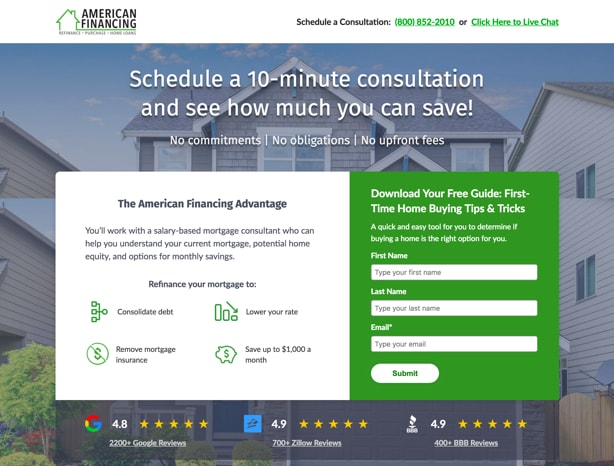 AMERICAN
FINANCING
REFINANCE • PURCHASE • HOME LOANS
Schedule a Consultation: (800) 852-2010 or Click Here to Live Chat
Schedule a 10-minute consultation
and see how much you can save!
No commitments | No obligations | No upfront fees
The American Financing Advantage
You'll work with a salary-based mortgage consultant who can
help you understand your current mortgage, potential home
equity, and options for monthly savings.
Refinance your mortgage to:
Consolidate debt
Lower your rate
Remove mortgage
insurance
Save up to $1,000 a
month
Download Your Free Guide: First-
Time Home Buying Tips & Tricks
A quick and easy tool for you to determine if
buying a home is the right option for you.
First Name
Type your first name
Last Name
Type your last name
Email*
Type your email
Submit
4.8
2200+ Google Reviews
4.9
700+ Zillow Reviews
BBB
4.9
400+ BBB Reviews